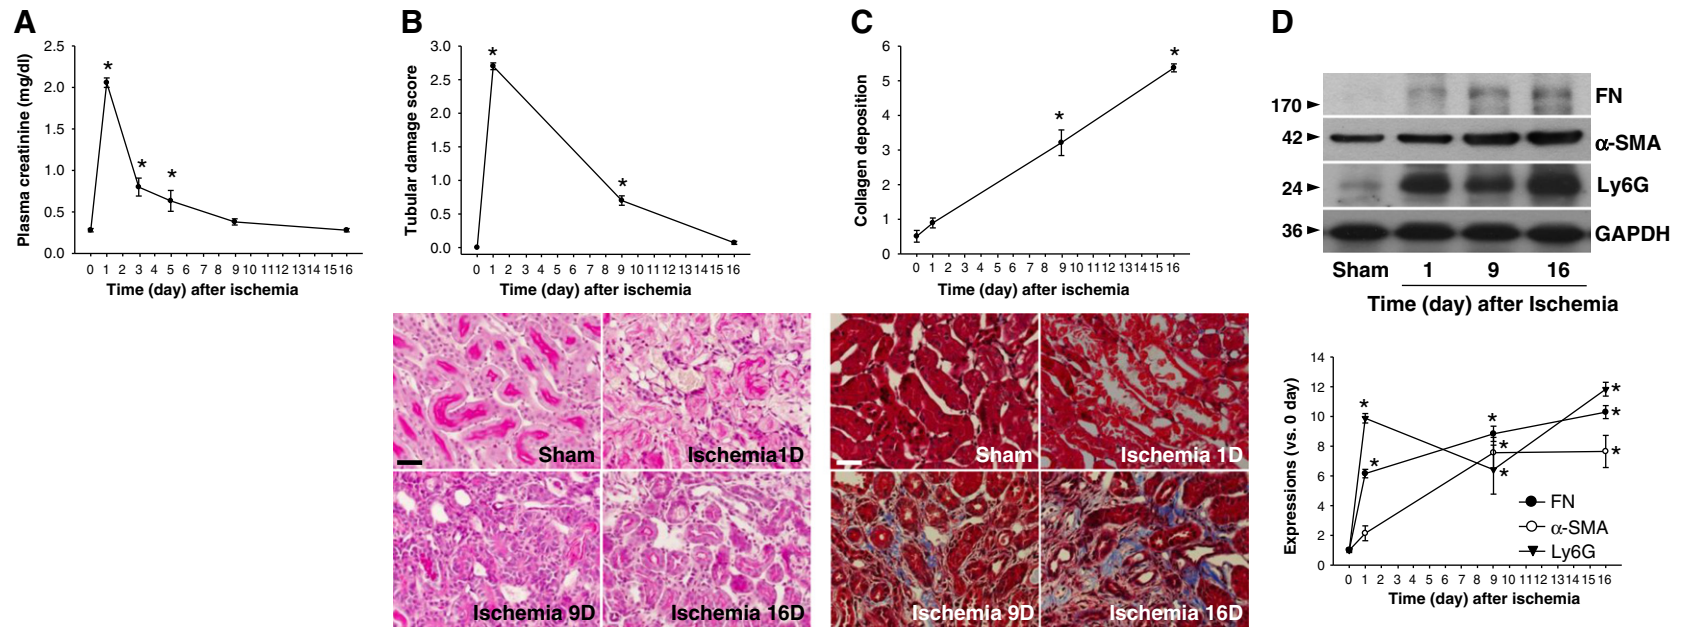 A
B
C
D
2.5
2.0
1.5
1.0
0.5
0.0
Plasma creatinine (mg/dl)
*
*
*
0 1 2 3 4 5 6 7 8 9 10 11 12 13 14 15 16
Time (day) after ischemia
3.0
2.5
2.0
1.5
1.0
0.5
0.0
Tubular damage score
*
*
0 1 2 3 4 5 6 7 8 9 10 11 12 13 14 15 16
Time (day) after ischemia
Sham
Ischemia1D
Ischemia 9D
Ischemia 16D
6
5
4
3
2
1
0
Collagen deposition
*
*
0 1 2 3 4 5 6 7 8 9 10 11 12 13 14 15 16
Time (day) after ischemia
Sham
Ischemia 1D
Ischemia 9D
Ischemia 16D
170 FN
42 α-SMA
24 Ly6G
36 GAPDH
Sham 1 9 16
Time (day) after Ischemia
14
12
10
8
6
4
2
0
Expressions (vs. 0 day)
*
*
*
*
*
*
*
*
FN
α-SMA
Ly6G
0 1 2 3 4 5 6 7 8 9 10 11 12 13 14 15 16
Time (day) after ischemia